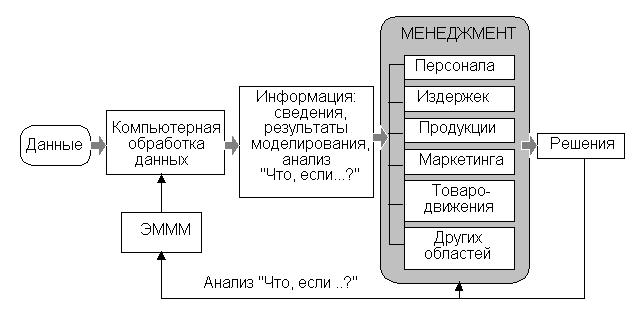 Данные
Компьютерная
обработка
данных
ЭМММ
Информация:
сведения,
результаты
моделирования,
анализ
"Что, если...?"
МЕНЕДЖМЕНТ
Персонала
Издержек
Продукции
Маркетинга
Товаро-
движения
Других
областей
Решения
Анализ "Что, если ..?"